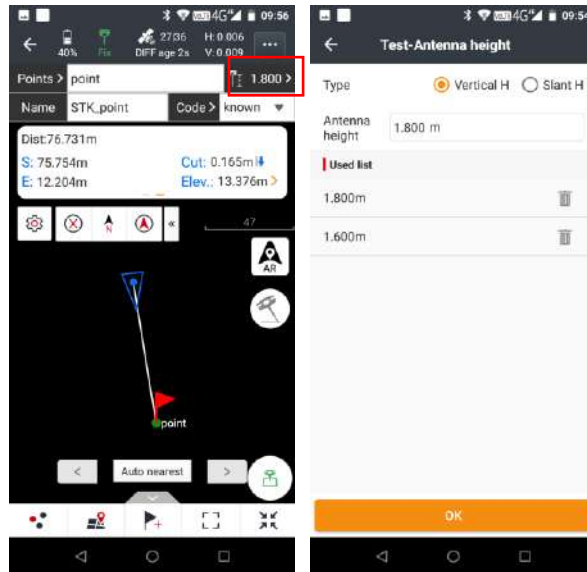 4G 09:56
40% Fix 27/36 H:0.006
DIFF age 2s V:0.009
Points > point 1.800 >
Name STK_point Code > known
Dist:76.731m
S: 75.754m Cut: 0.165m
E: 12.204m Elev.: 13.376m >
N « 47
AR
point
< Auto nearest >
4G 09:54
Test-Antenna height
Type Vertical H Slant H
Antenna height 1.800 m
Used list
1.800m
1.600m
OK